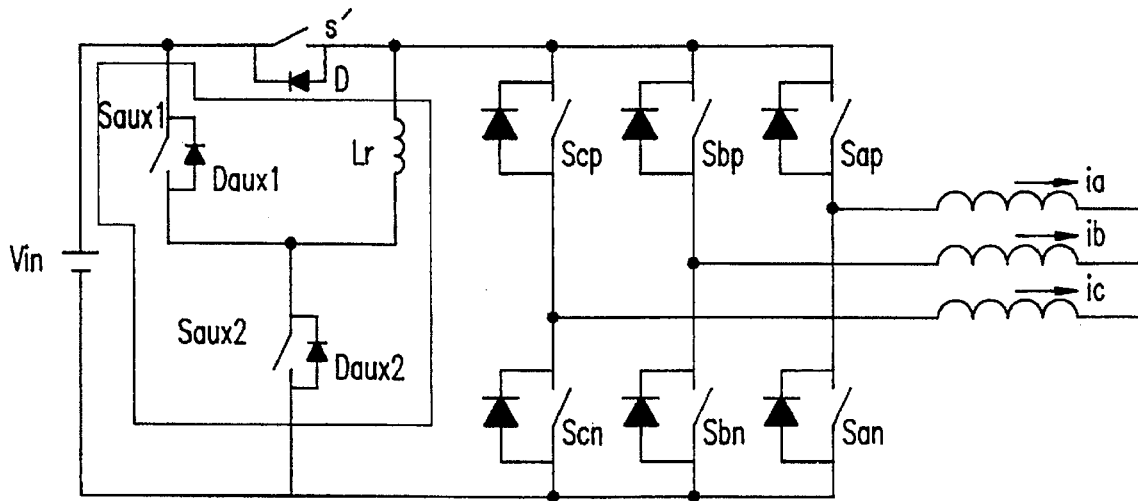 s′
D
Saux1
Daux1
Lr
Scp
Sbp
Sap
ia
ib
ic
Vin
Saux2
Daux2
Scn
Sbn
San